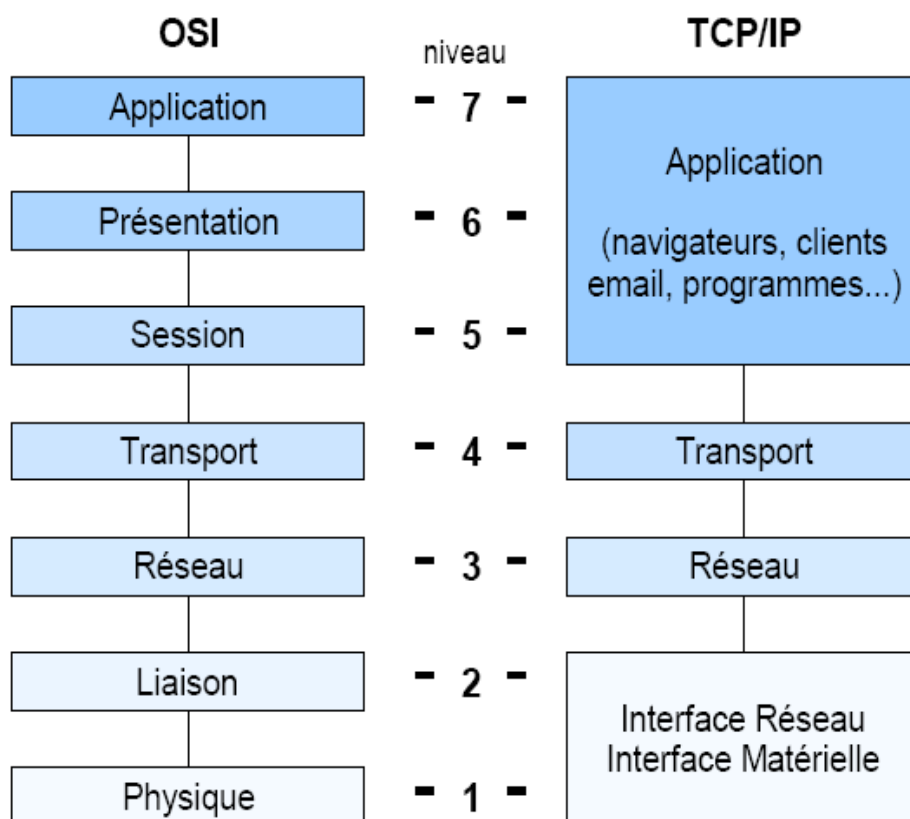 OSI
niveau
TCP/IP
Application
- 7 -
Application
(navigateurs, clients
email, programmes...)
Présentation
- 6 -
Session
- 5 -
Transport
- 4 -
Transport
Réseau
- 3 -
Réseau
Liaison
- 2 -
Interface Réseau
Interface Matérielle
Physique
- 1 -